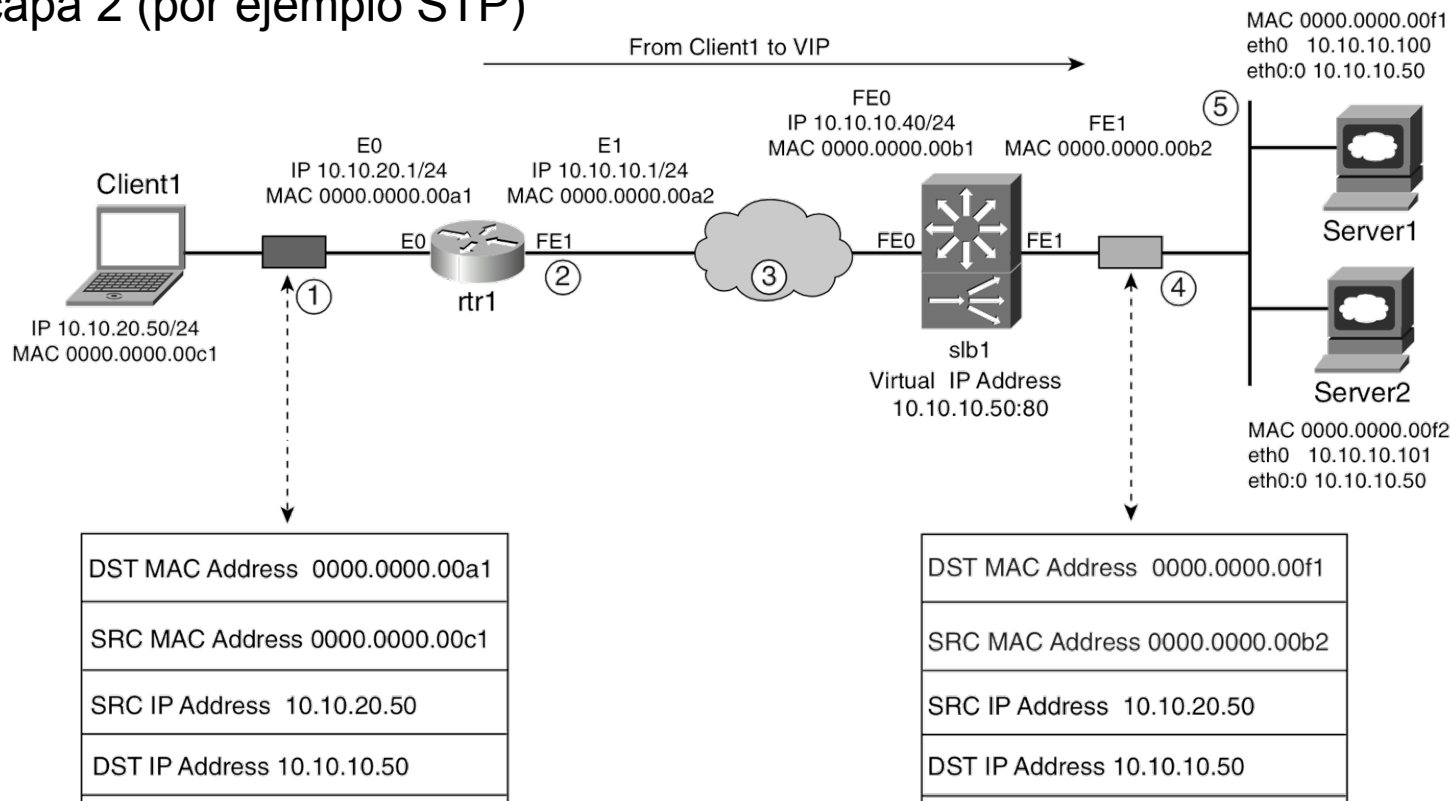 capa 2 (por ejemplo STP)
From Client1 to VIP
MAC 0000.0000.00f1
eth0 10.10.10.100
eth0:0 10.10.10.50
5
FE0
IP 10.10.10.40/24
MAC 0000.0000.00b1
FE1
MAC 0000.0000.00b2
E0
IP 10.10.20.1/24
MAC 0000.0000.00a1
E1
IP 10.10.10.1/24
MAC 0000.0000.00a2
Client1
E0
FE1
FE0
FE1
Server1
1
2
3
4
rtr1
IP 10.10.20.50/24
MAC 0000.0000.00c1
slb1
Virtual IP Address
10.10.10.50:80
Server2
MAC 0000.0000.00f2
eth0 10.10.10.101
eth0:0 10.10.10.50
DST MAC Address 0000.0000.00a1
SRC MAC Address 0000.0000.00c1
SRC IP Address 10.10.20.50
DST IP Address 10.10.10.50
DST MAC Address 0000.0000.00f1
SRC MAC Address 0000.0000.00b2
SRC IP Address 10.10.20.50
DST IP Address 10.10.10.50